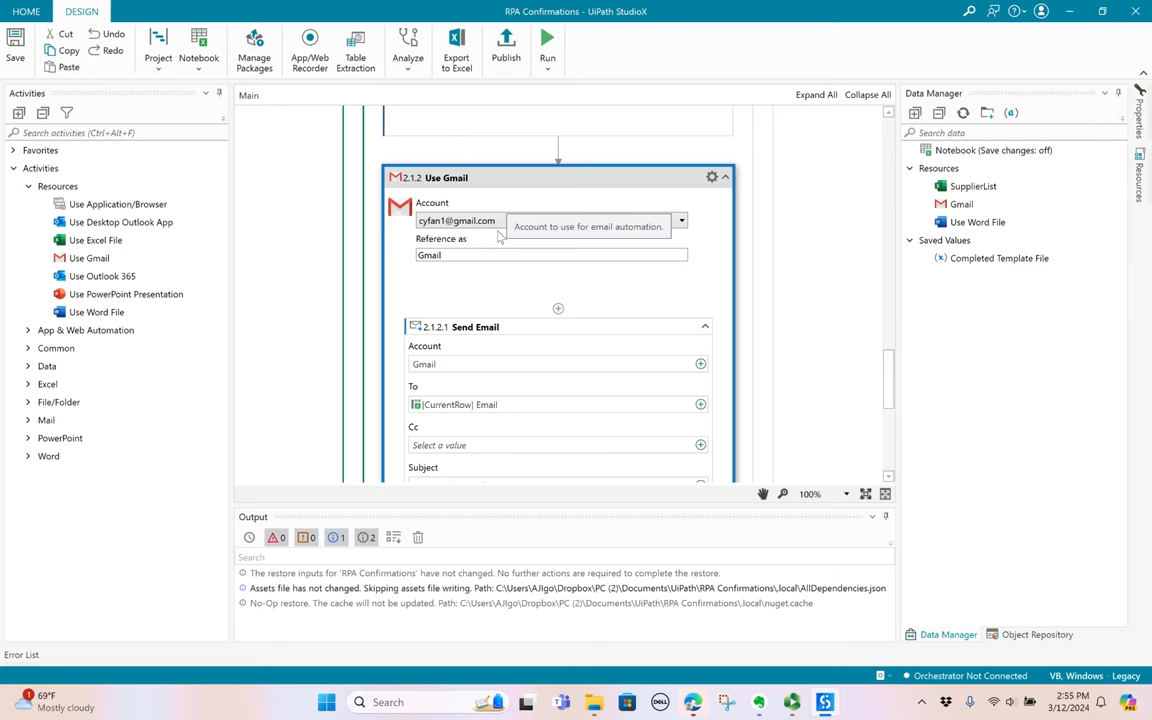 HOME
DESIGN
RPA Confirmations - UiPath StudioX
Save
Cut
Copy
Paste
Undo
Redo
Project
Notebook
Manage Packages
App/Web Recorder
Table Extraction
Analyze
Export to Excel
Publish
Run
Activities
Search activities (Ctrl+Alt+F)
Favorites
Activities
Resources
Use Application/Browser
Use Desktop Outlook App
Use Excel File
Use Gmail
Use Outlook 365
Use PowerPoint Presentation
Use Word File
App & Web Automation
Common
Data
Excel
File/Folder
Mail
PowerPoint
Word
Main
Expand All
Collapse All
2.1.2 Use Gmail
Account
cyfan1@gmail.com
Account to use for email automation.
Reference as
Gmail
2.1.2.1 Send Email
Account
Gmail
To
[CurrentRow] Email
Cc
Select a value
Subject
100%
Output
0
0
1
2
Search
The restore inputs for 'RPA Confirmations' have not changed. No further actions are required to complete the restore.
Assets file has not changed. Skipping assets file writing. Path: C:\Users\AJIgo\Dropbox\PC (2)\Documents\UiPath\RPA Confirmations\.local\AllDependencies.json
No-Op restore. The cache will not be updated. Path: C:\Users\AJIgo\Dropbox\PC (2)\Documents\UiPath\RPA Confirmations\.local\nuget.cache
Data Manager
Search data
Notebook (Save changes: off)
Resources
SupplierList
Gmail
Use Word File
Saved Values
Completed Template File
Data Manager
Object Repository
Properties
Resources
Error List
Orchestrator Not Connected
VB, Windows - Legacy
1
69°F
Mostly cloudy
Search
DELL
2:55 PM
3/12/2024